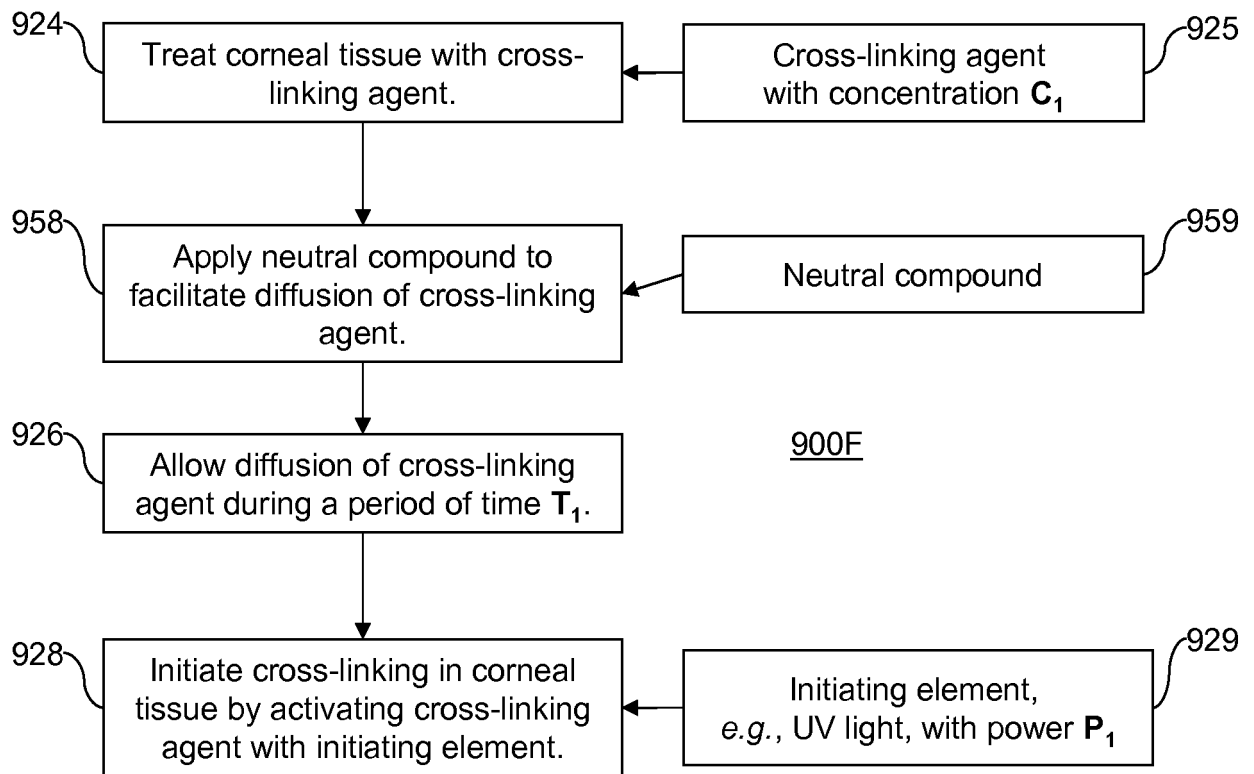 924
Treat corneal tissue with cross-
linking agent.
Cross-linking agent
with concentration C1
925
958
Apply neutral compound to
facilitate diffusion of cross-linking
agent.
Neutral compound
959
926
Allow diffusion of cross-linking
agent during a period of time T1.
900F
928
Initiate cross-linking in corneal
tissue by activating cross-linking
agent with initiating element.
Initiating element,
e.g., UV light, with power P1
929